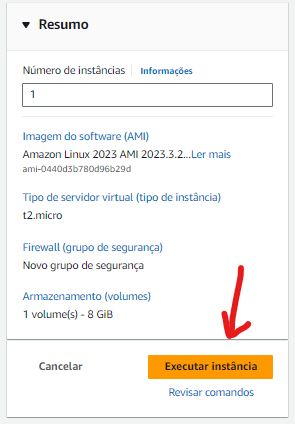 Resumo
Número de instâncias Informações
1
Imagem do software (AMI)
Amazon Linux 2023 AMI 2023.3.2...Ler mais
ami-0440d3b780d96b29d
Tipo de servidor virtual (tipo de instância)
t2.micro
Firewall (grupo de segurança)
Novo grupo de segurança
Armazenamento (volumes)
1 volume(s) - 8 GiB
Cancelar Executar instância
Revisar comandos